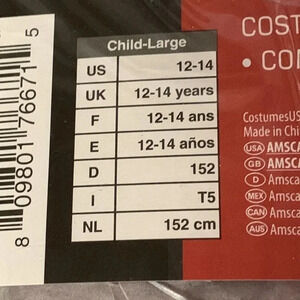 8 09801 76671 5
Child-Large
US 12-14
UK 12-14 years
F 12-14 ans
E 12-14 años
D 152
I T5
NL 152 cm
COST
CostumesUS
Made in Chi
USA AMSCA
GB AMSCA
D Amsca
MEX Amsca
CAN Amsca
AUS Amsca